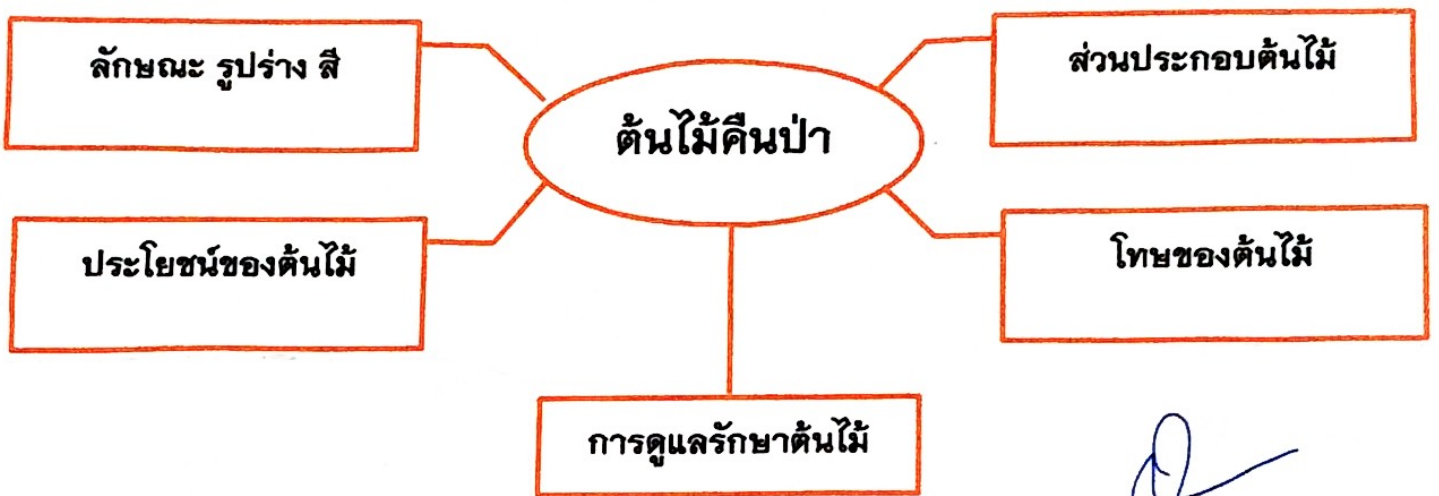 ลักษณะ รูปร่าง สี
ส่วนประกอบต้นไม้
ต้นไม้คืนป่า
ประโยชน์ของต้นไม้
โทษของต้นไม้
การดูแลรักษาต้นไม้